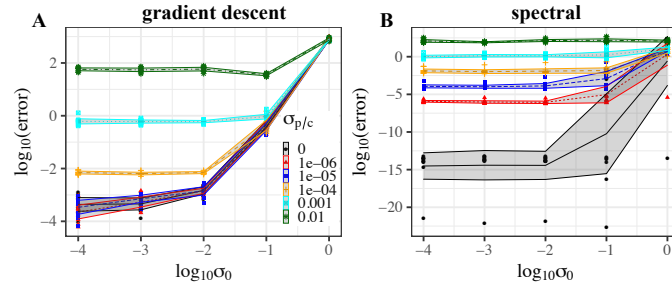 A
gradient descent
log10(error)
2
0
−2
−4
−4
−3
−2
−1
0
log10σ0
σp/c
0
1e−06
1e−05
1e−04
0.001
0.01
B
spectral
log10(error)
0
−5
−10
−15
−20
−4
−3
−2
−1
0
log10σ0